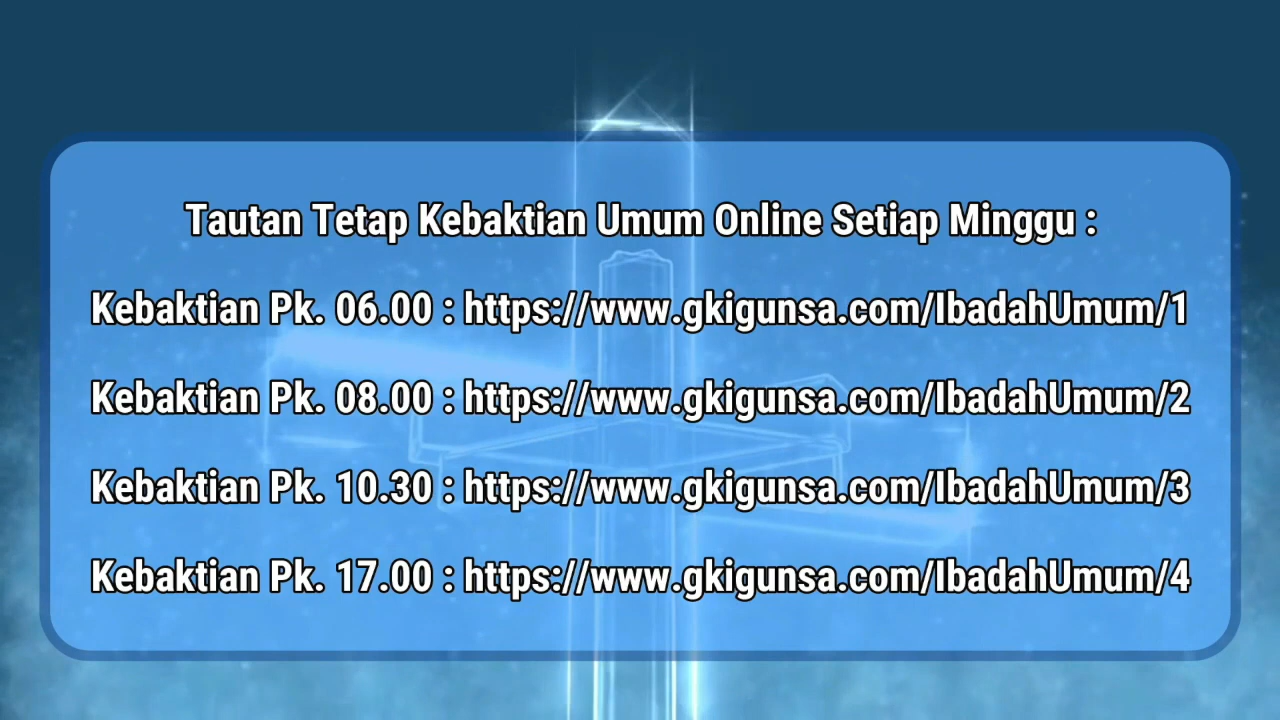 Tautan Tetap Kebaktian Umum Online Setiap Minggu :
Kebaktian Pk. 06.00 : https://www.gkigunsa.com/IbadahUmum/1
Kebaktian Pk. 08.00 : https://www.gkigunsa.com/IbadahUmum/2
Kebaktian Pk. 10.30 : https://www.gkigunsa.com/IbadahUmum/3
Kebaktian Pk. 17.00 : https://www.gkigunsa.com/IbadahUmum/4